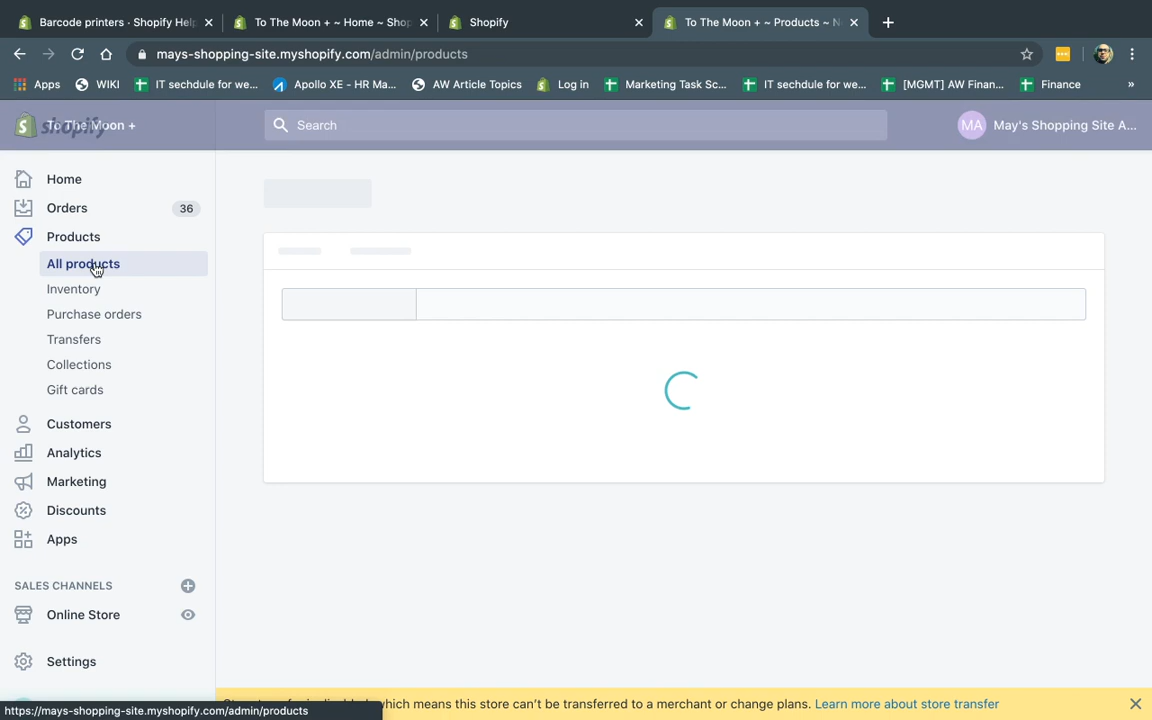 Barcode printers · Shopify Hel
To The Moon + ~ Home ~ Shop
Shopify
To The Moon + ~ Products ~ N
mays-shopping-site.myshopify.com/admin/products
Apps
WIKI
IT sechdule for we...
Apollo XE - HR Ma...
AW Article Topics
Log in
Marketing Task Sc...
IT sechdule for we...
[MGMT] AW Finan...
Finance
»
To The Moon +
shopify
Search
MA
May's Shopping Site A...
Home
Orders
36
Products
All products
Inventory
Purchase orders
Transfers
Collections
Gift cards
Customers
Analytics
Marketing
Discounts
Apps
SALES CHANNELS
Online Store
Settings
which means this store can't be transferred to a merchant or change plans. Learn more about store transfer
https://mays-shopping-site.myshopify.com/admin/products